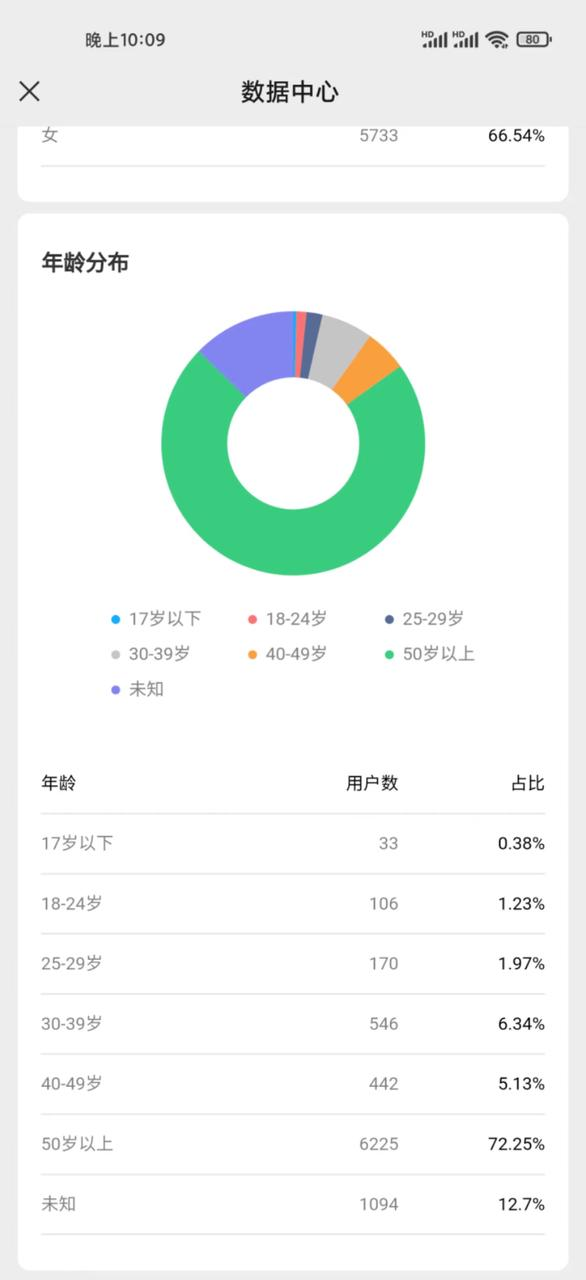 晚上10:09
HD HD 80
数据中心
女 5733 66.54%
年龄分布
17岁以下 18-24岁 25-29岁
30-39岁 40-49岁 50岁以上
未知
年龄 用户数 占比
17岁以下 33 0.38%
18-24岁 106 1.23%
25-29岁 170 1.97%
30-39岁 546 6.34%
40-49岁 442 5.13%
50岁以上 6225 72.25%
未知 1094 12.7%